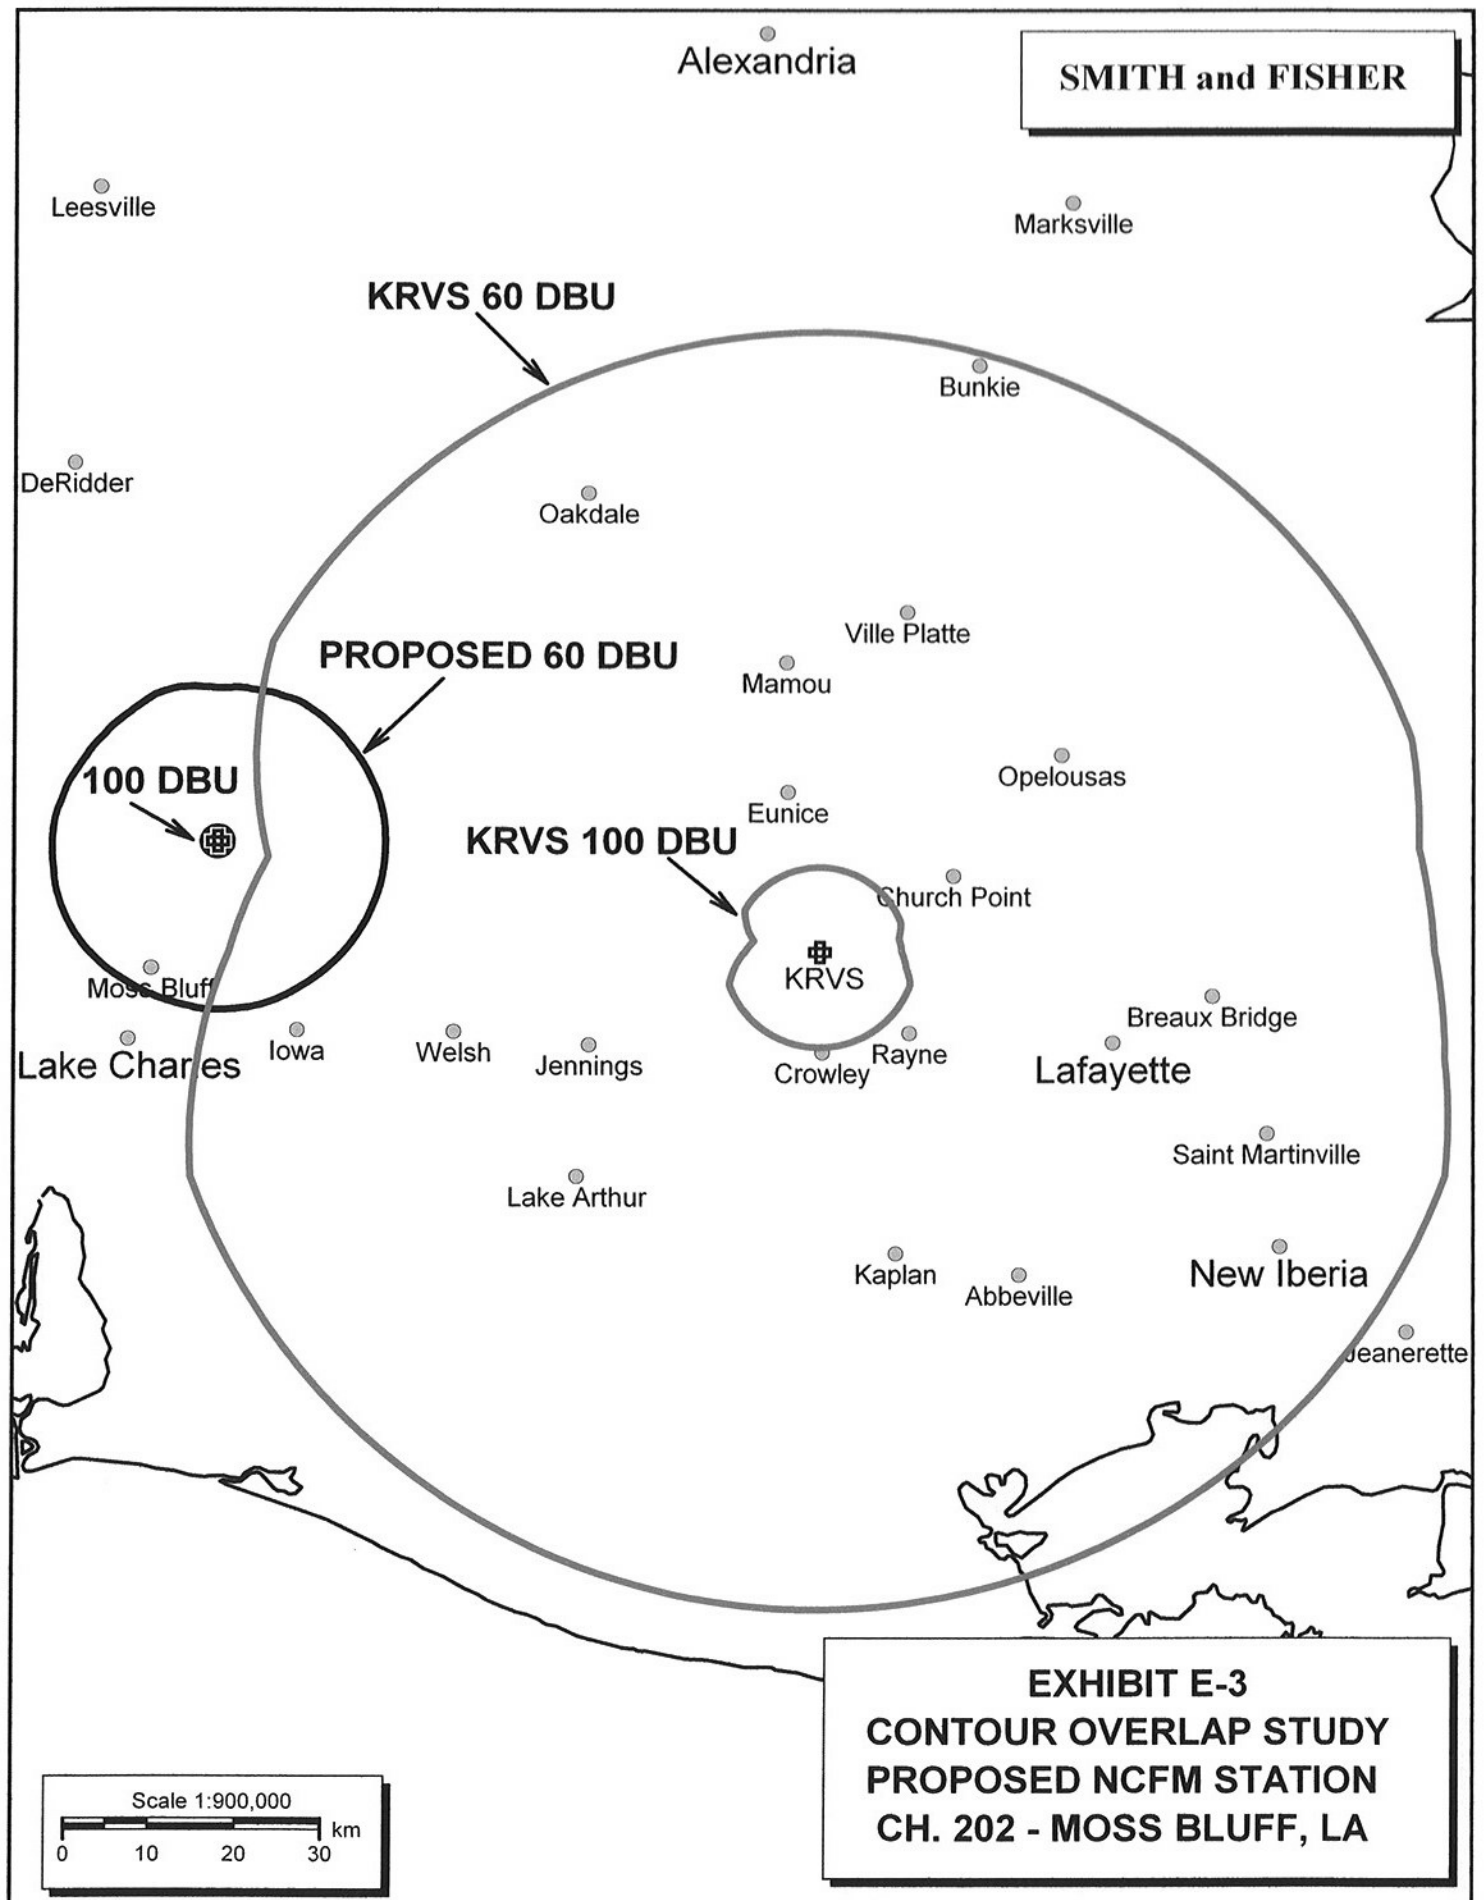 Alexandria
SMITH and FISHER
Leesville
Marksville
KRVS 60 DBU
Bunkie
DeRidder
Oakdale
Ville Platte
PROPOSED 60 DBU
Mamou
100 DBU
Opelousas
Eunice
KRVS 100 DBU
Church Point
KRVS
Moss Bluff
Breaux Bridge
Iowa
Welsh
Jennings
Rayne
Lake Charles
Crowley
Lafayette
Saint Martinville
Lake Arthur
Kaplan
New Iberia
Abbeville
Jeanerette
EXHIBIT E-3
CONTOUR OVERLAP STUDY
PROPOSED NCFM STATION
CH. 202 - MOSS BLUFF, LA
Scale 1:900,000
km
0 10 20 30